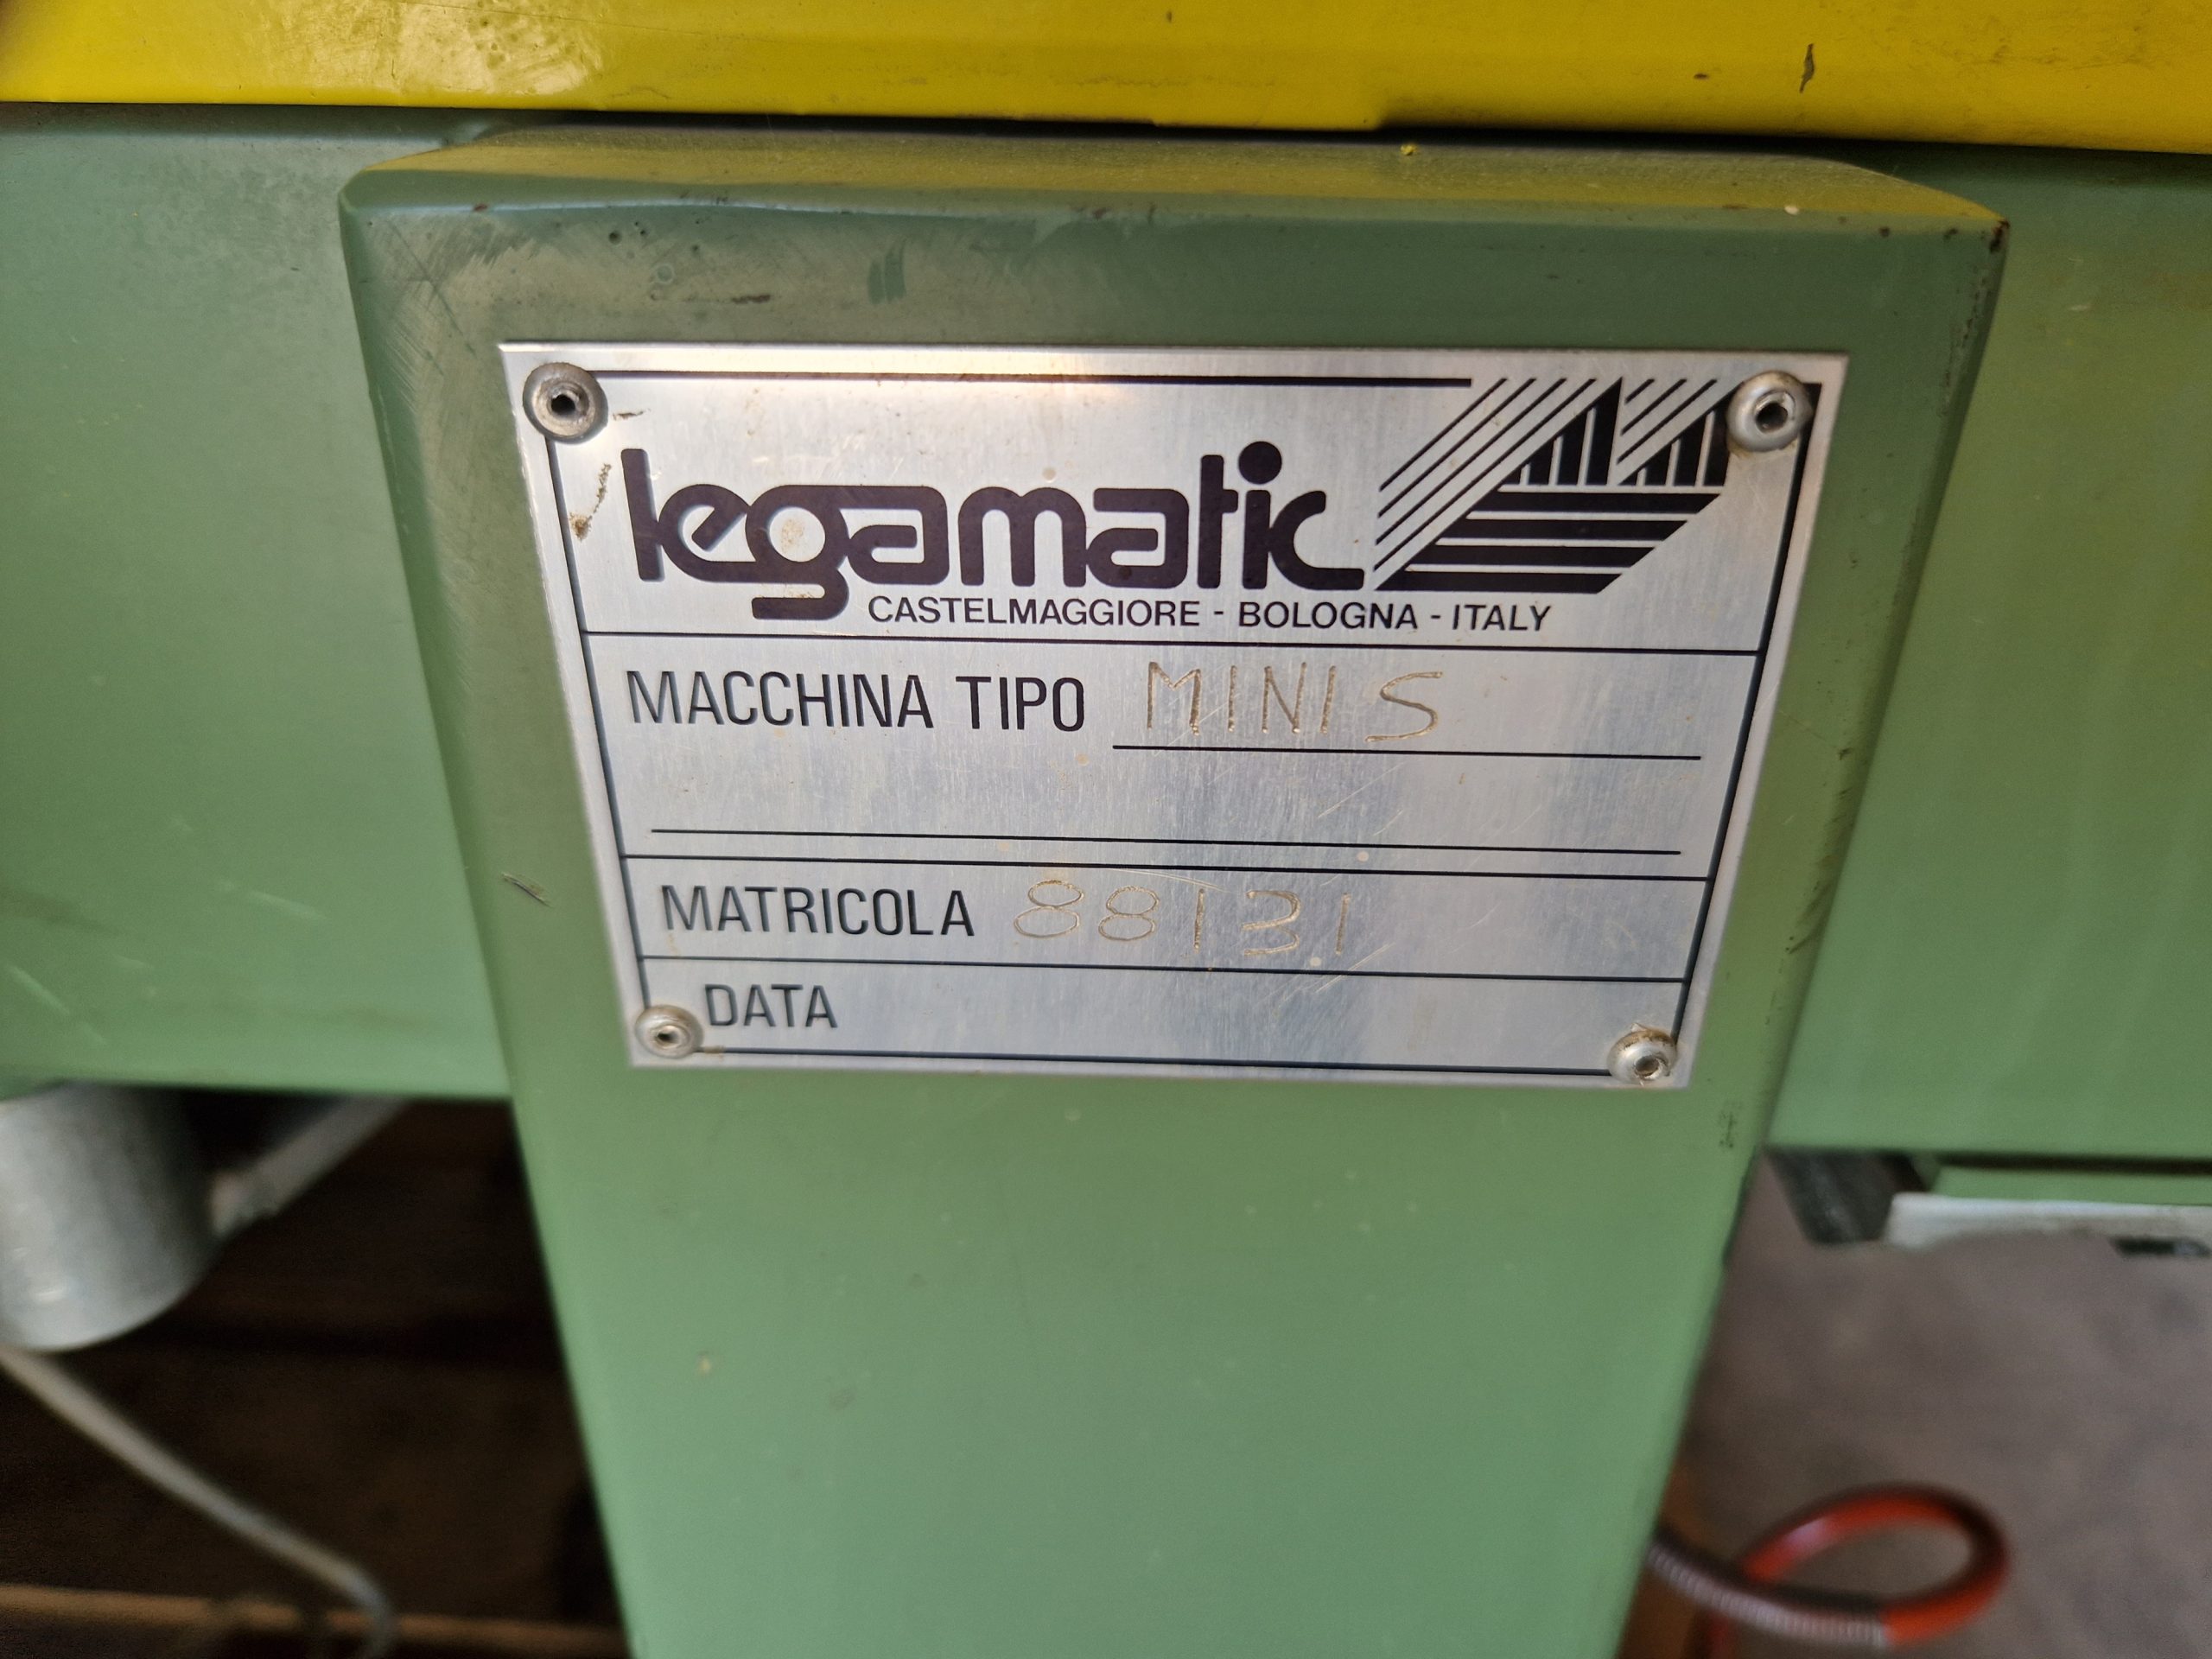 legamatic
CASTELMAGGIORE - BOLOGNA - ITALY
MACCHINA TIPO MINI S
MATRICOLA 88131
DATA